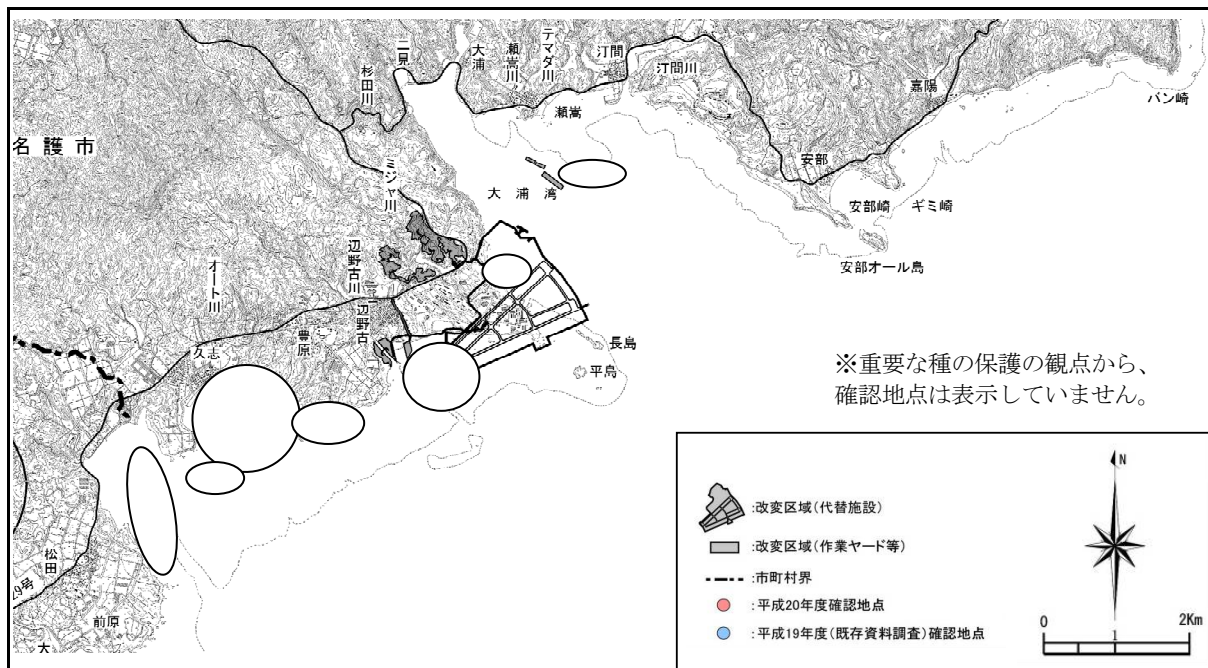 名護市
杉田川
二見
大浦
瀬嵩川
テマダ川
汀間
汀間川
瀬嵩
嘉陽
バン崎
安部
安部崎
ギミ崎
安部オール島
大浦湾
ミジャ川
辺野古川
オート川
久志
豊原
辺野古
長島
平島
松田
29号
前原
大
※重要な種の保護の観点から、
確認地点は表示していません。
:改変区域(代替施設)
:改変区域(作業ヤード等)
:市町村界
:平成20年度確認地点
:平成19年度(既存資料調査)確認地点
N
0 1 2Km